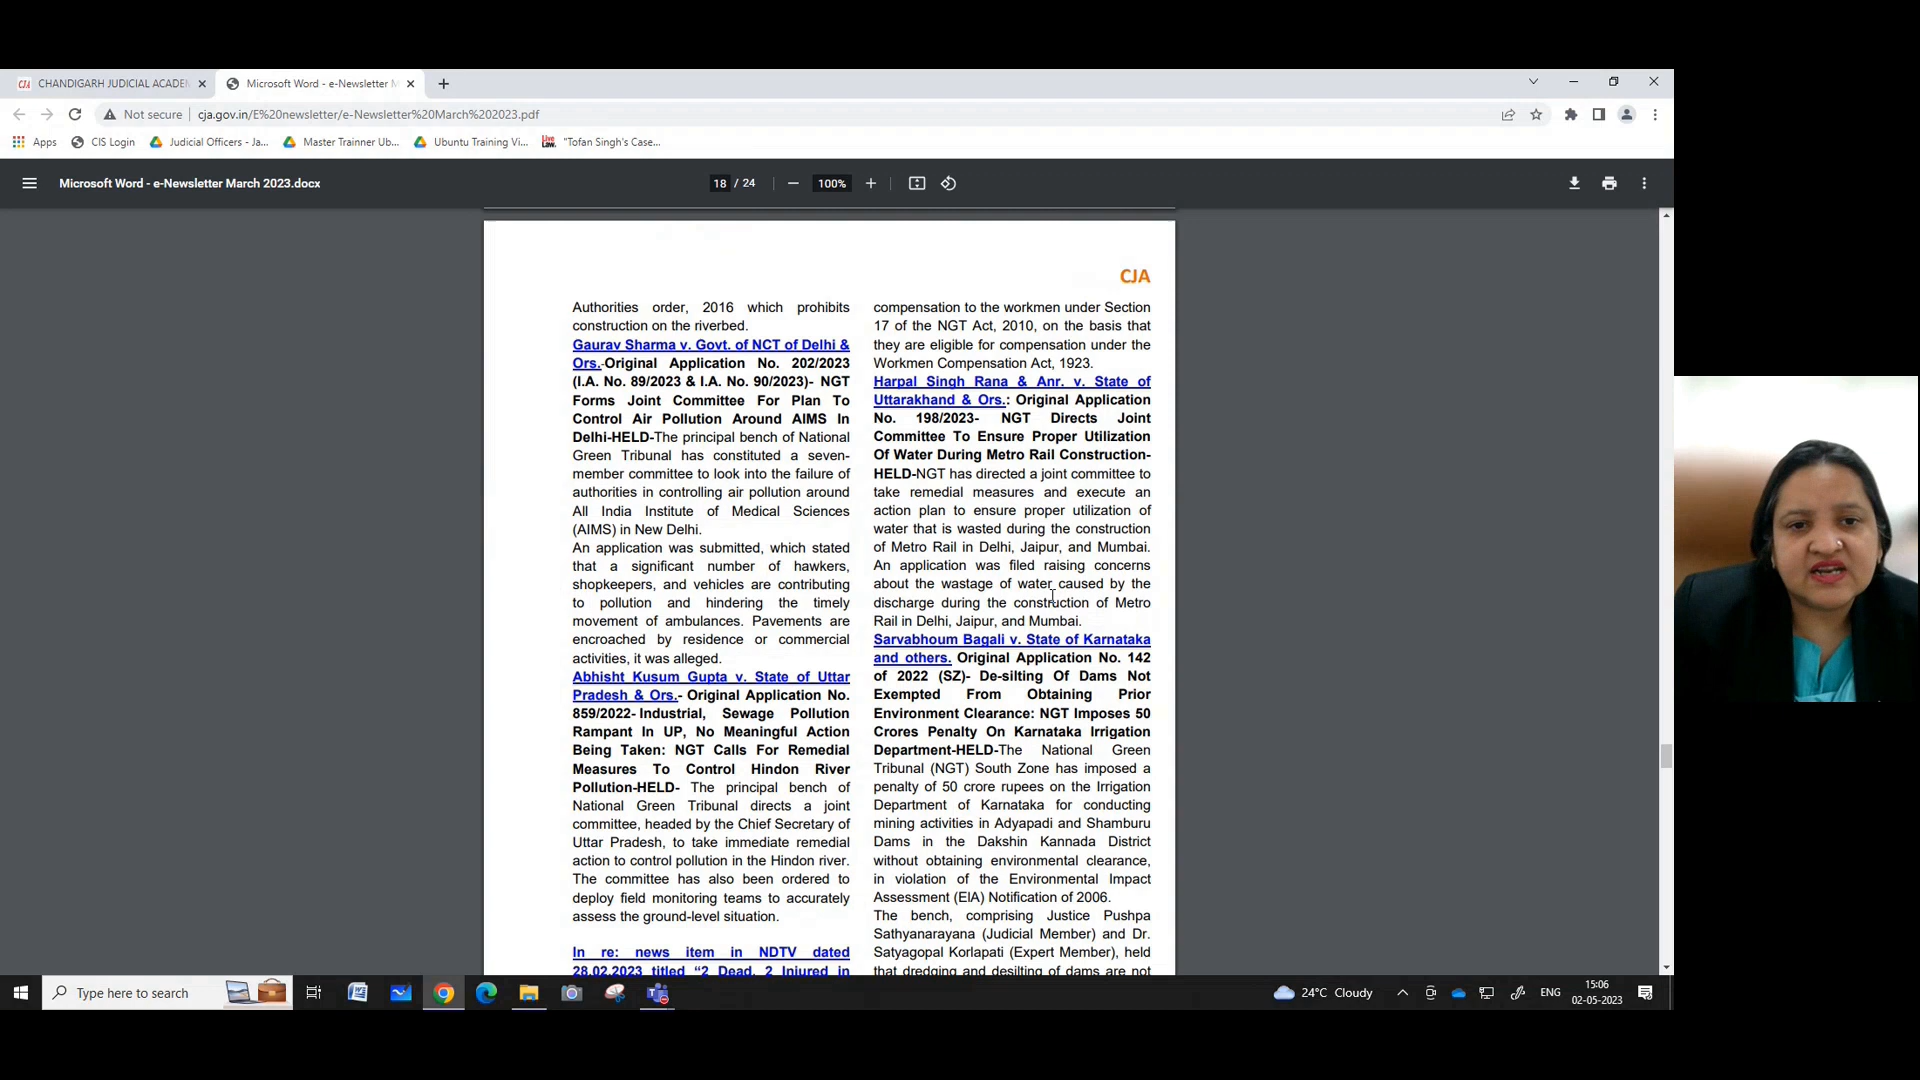 CHANDIGARH JUDICIAL ACADE
Microsoft Word - e-Newsletter M
Not secure
cja.gov.in/E%20newsletter/e-Newsletter%20March%202023.pdf
Apps
CIS Login
Judicial Officers - Ja...
Master Trainner Ub...
Ubuntu Training Vi...
Live Law.
"Tofan Singh's Case...
Microsoft Word - e-Newsletter March 2023.docx
18 / 24
100%
CJA
Authorities order, 2016 which prohibits
construction on the riverbed.
Gaurav Sharma v. Govt. of NCT of Delhi &
Ors.-Original Application No. 202/2023
(I.A. No. 89/2023 & I.A. No. 90/2023)- NGT
Forms Joint Committee For Plan To
Control Air Pollution Around AIMS In
Delhi-HELD-The principal bench of National
Green Tribunal has constituted a seven-
member committee to look into the failure of
authorities in controlling air pollution around
All India Institute of Medical Sciences
(AIMS) in New Delhi.
An application was submitted, which stated
that a significant number of hawkers,
shopkeepers, and vehicles are contributing
to pollution and hindering the timely
movement of ambulances. Pavements are
encroached by residence or commercial
activities, it was alleged.
Abhisht Kusum Gupta v. State of Uttar
Pradesh & Ors.- Original Application No.
859/2022- Industrial, Sewage Pollution
Rampant In UP, No Meaningful Action
Being Taken: NGT Calls For Remedial
Measures To Control Hindon River
Pollution-HELD- The principal bench of
National Green Tribunal directs a joint
committee, headed by the Chief Secretary of
Uttar Pradesh, to take immediate remedial
action to control pollution in the Hindon river.
The committee has also been ordered to
deploy field monitoring teams to accurately
assess the ground-level situation.
In re: news item in NDTV dated
28.02.2023 titled "2 Dead, 2 Injured in
compensation to the workmen under Section
17 of the NGT Act, 2010, on the basis that
they are eligible for compensation under the
Workmen Compensation Act, 1923.
Harpal Singh Rana & Anr. v. State of
Uttarakhand & Ors.: Original Application
No. 198/2023- NGT Directs Joint
Committee To Ensure Proper Utilization
Of Water During Metro Rail Construction-
HELD-NGT has directed a joint committee to
take remedial measures and execute an
action plan to ensure proper utilization of
water that is wasted during the construction
of Metro Rail in Delhi, Jaipur, and Mumbai.
An application was filed raising concerns
about the wastage of water caused by the
discharge during the construction of Metro
Rail in Delhi, Jaipur, and Mumbai.
Sarvabhoum Bagali v. State of Karnataka
and others. Original Application No. 142
of 2022 (SZ)- De-silting Of Dams Not
Exempted From Obtaining Prior
Environment Clearance: NGT Imposes 50
Crores Penalty On Karnataka Irrigation
Department-HELD-The National Green
Tribunal (NGT) South Zone has imposed a
penalty of 50 crore rupees on the Irrigation
Department of Karnataka for conducting
mining activities in Adyapadi and Shamburu
Dams in the Dakshin Kannada District
without obtaining environmental clearance,
in violation of the Environmental Impact
Assessment (EIA) Notification of 2006.
The bench, comprising Justice Pushpa
Sathyanarayana (Judicial Member) and Dr.
Satyagopal Korlapati (Expert Member), held
that dredging and desilting of dams are not
Type here to search
24°C Cloudy
ENG
15:06
02-05-2023